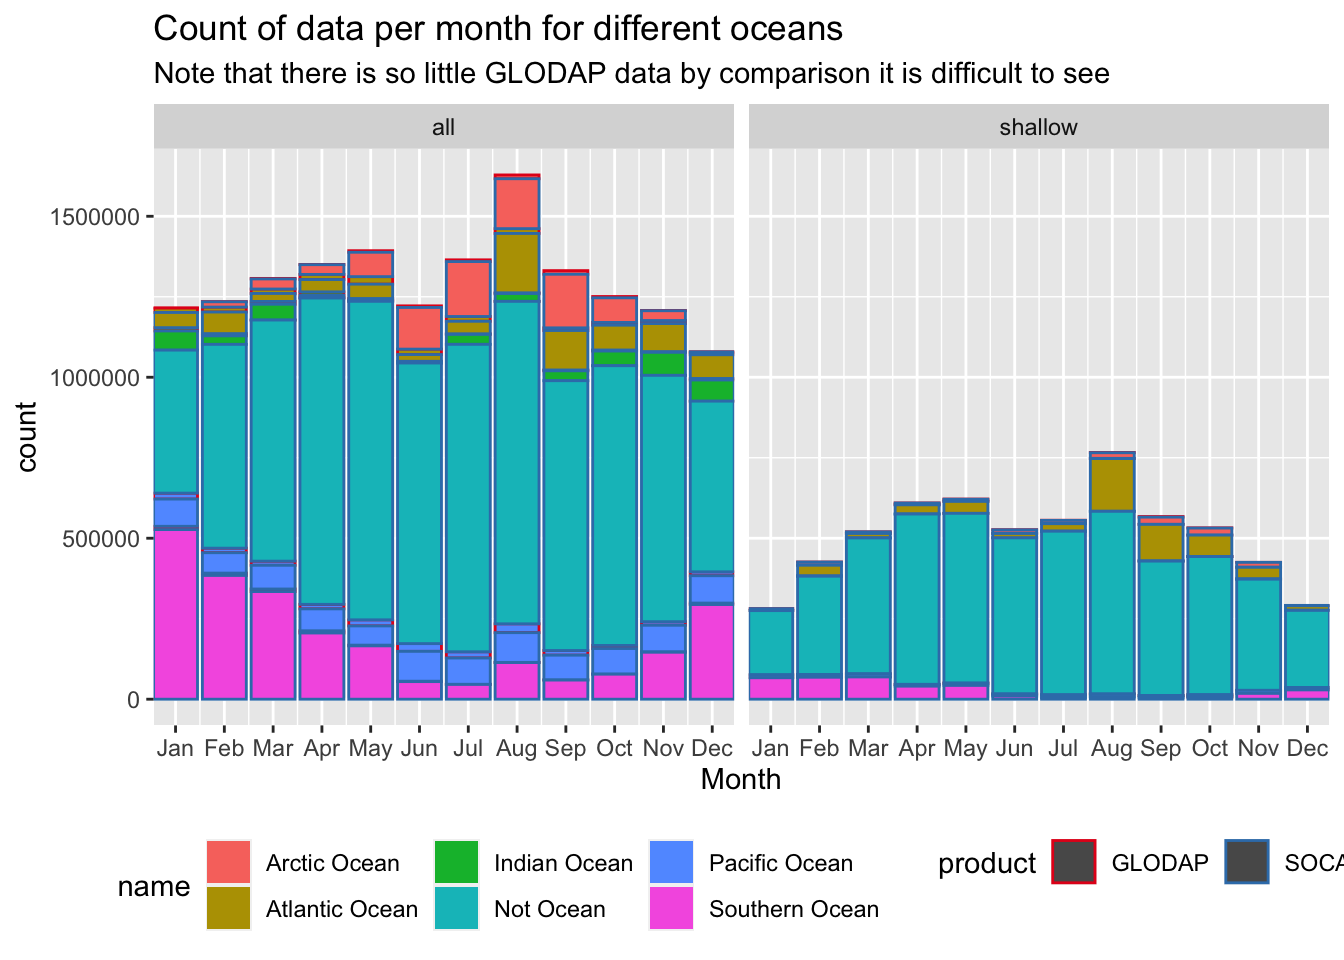 Count of data per month for different oceans
Note that there is so little GLODAP data by comparison it is difficult to see
all
shallow
1500000
1000000
500000
0
count
Jan Feb Mar Apr May Jun Jul Aug Sep Oct Nov Dec
Jan Feb Mar Apr May Jun Jul Aug Sep Oct Nov Dec
Month
name
Arctic Ocean
Indian Ocean
Pacific Ocean
Atlantic Ocean
Not Ocean
Southern Ocean
product
GLODAP
SOCA